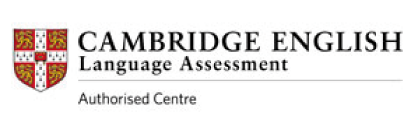 CAMBRIDGE ENGLISH
Language Assessment
Authorised Centre